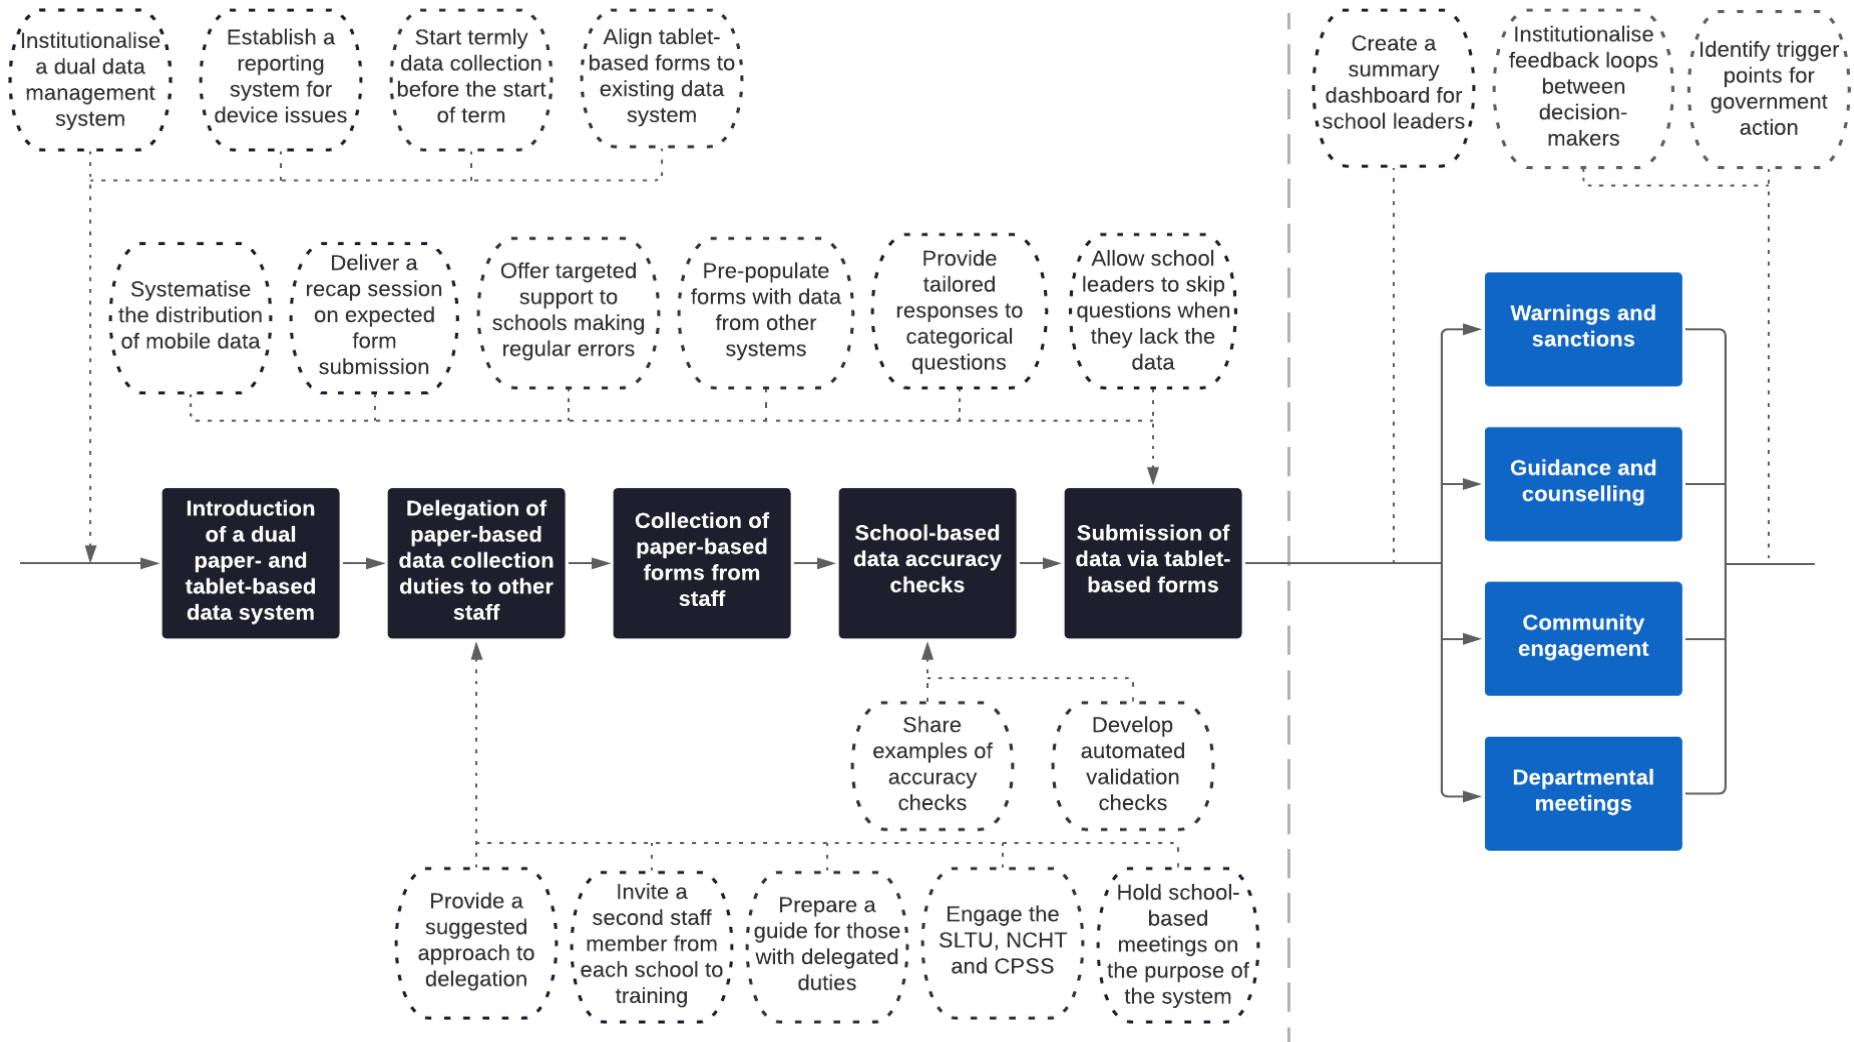 Institutionalise
a dual data
management
system
Establish a
reporting
system for
device issues
Start termly
data collection
before the start
of term
Align tablet-
based forms to
existing data
system
Create a
summary
dashboard for
school leaders
Institutionalise
feedback loops
between
decision-
makers
Identify trigger
points for
government
action
Systematise
the distribution
of mobile data
Deliver a
recap session
on expected
form
submission
Offer targeted
support to
schools making
regular errors
Pre-populate
forms with data
from other
systems
Provide
tailored
responses to
categorical
questions
Allow school
leaders to skip
questions when
they lack the
data
Introduction
of a dual
paper- and
tablet-based
data system
Delegation of
paper-based
data collection
duties to other
staff
Collection of
paper-based
forms from
staff
School-based
data accuracy
checks
Submission of
data via tablet-
based forms
Warnings and
sanctions
Guidance and
counselling
Community
engagement
Departmental
meetings
Share
examples of
accuracy
checks
Develop
automated
validation
checks
Provide a
suggested
approach to
delegation
Invite a
second staff
member from
each school to
training
Prepare a
guide for those
with delegated
duties
Engage the
SLTU, NCHT
and CPSS
Hold school-
based
meetings on
the purpose of
the system